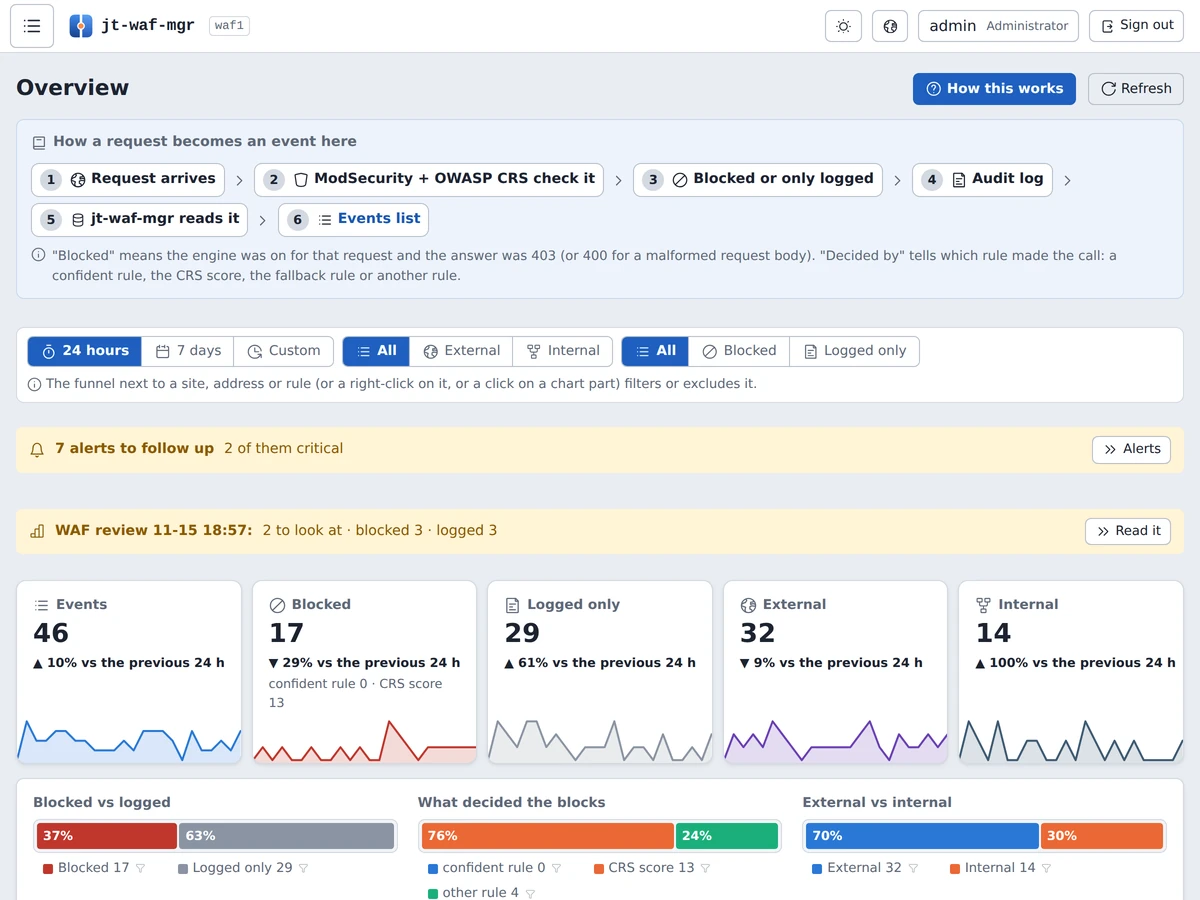 jt-waf-mgr waf1 admin Administrator Sign out
Overview How this works Refresh
How a request becomes an event here
1 Request arrives 2 ModSecurity + OWASP CRS check it 3 Blocked or only logged 4 Audit log
5 jt-waf-mgr reads it 6 Events list
"Blocked" means the engine was on for that request and the answer was 403 (or 400 for a malformed request body). "Decided by" tells which rule made the call: a
confident rule, the CRS score, the fallback rule or another rule.
24 hours 7 days Custom All External Internal All Blocked Logged only
The funnel next to a site, address or rule (or a right-click on it, or a click on a chart part) filters or excludes it.
7 alerts to follow up 2 of them critical Alerts
WAF review 11-15 18:57: 2 to look at · blocked 3 · logged 3 Read it
Events
46
▲ 10% vs the previous 24 h
Blocked
17
▼ 29% vs the previous 24 h
confident rule 0 · CRS score
13
Logged only
29
▲ 61% vs the previous 24 h
External
32
▼ 9% vs the previous 24 h
Internal
14
▲ 100% vs the previous 24 h
Blocked vs logged
37% 63%
Blocked 17 Logged only 29
What decided the blocks
76% 24%
confident rule 0 CRS score 13
other rule 4
External vs internal
70% 30%
External 32 Internal 14